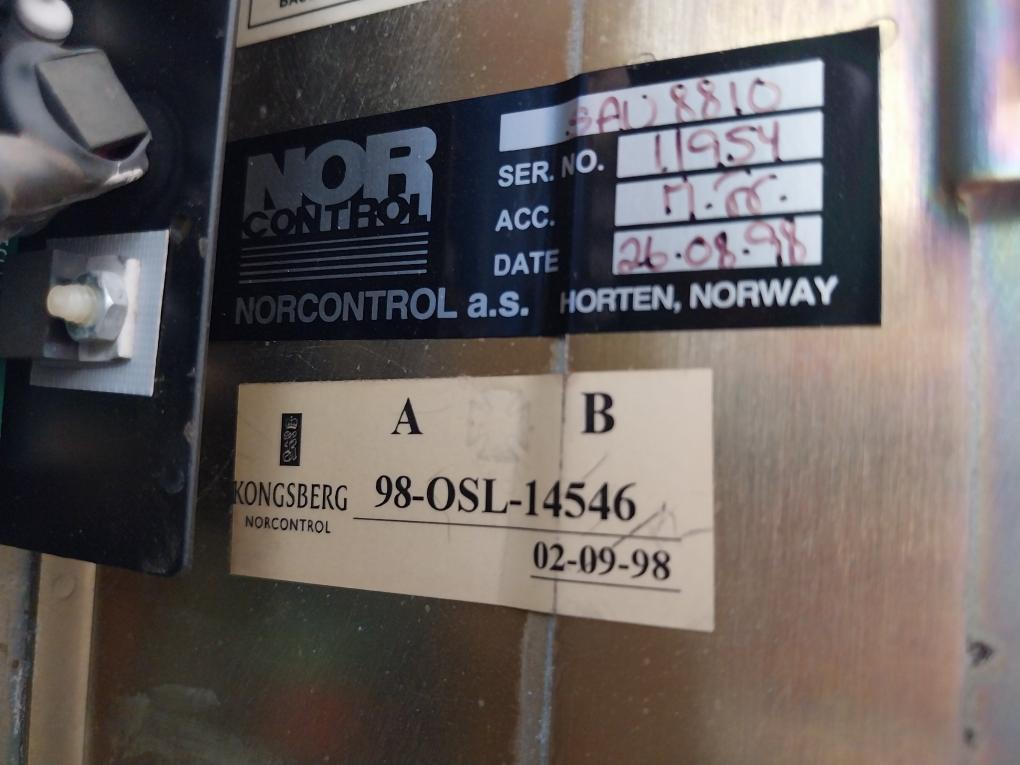 NOR
CONTROL
SAU 8810
SER. NO. 11954
ACC.
DATE 26.08.98
NORCONTROL a.s. HORTEN, NORWAY
A B
KONGSBERG
NORCONTROL
98-OSL-14546
02-09-98